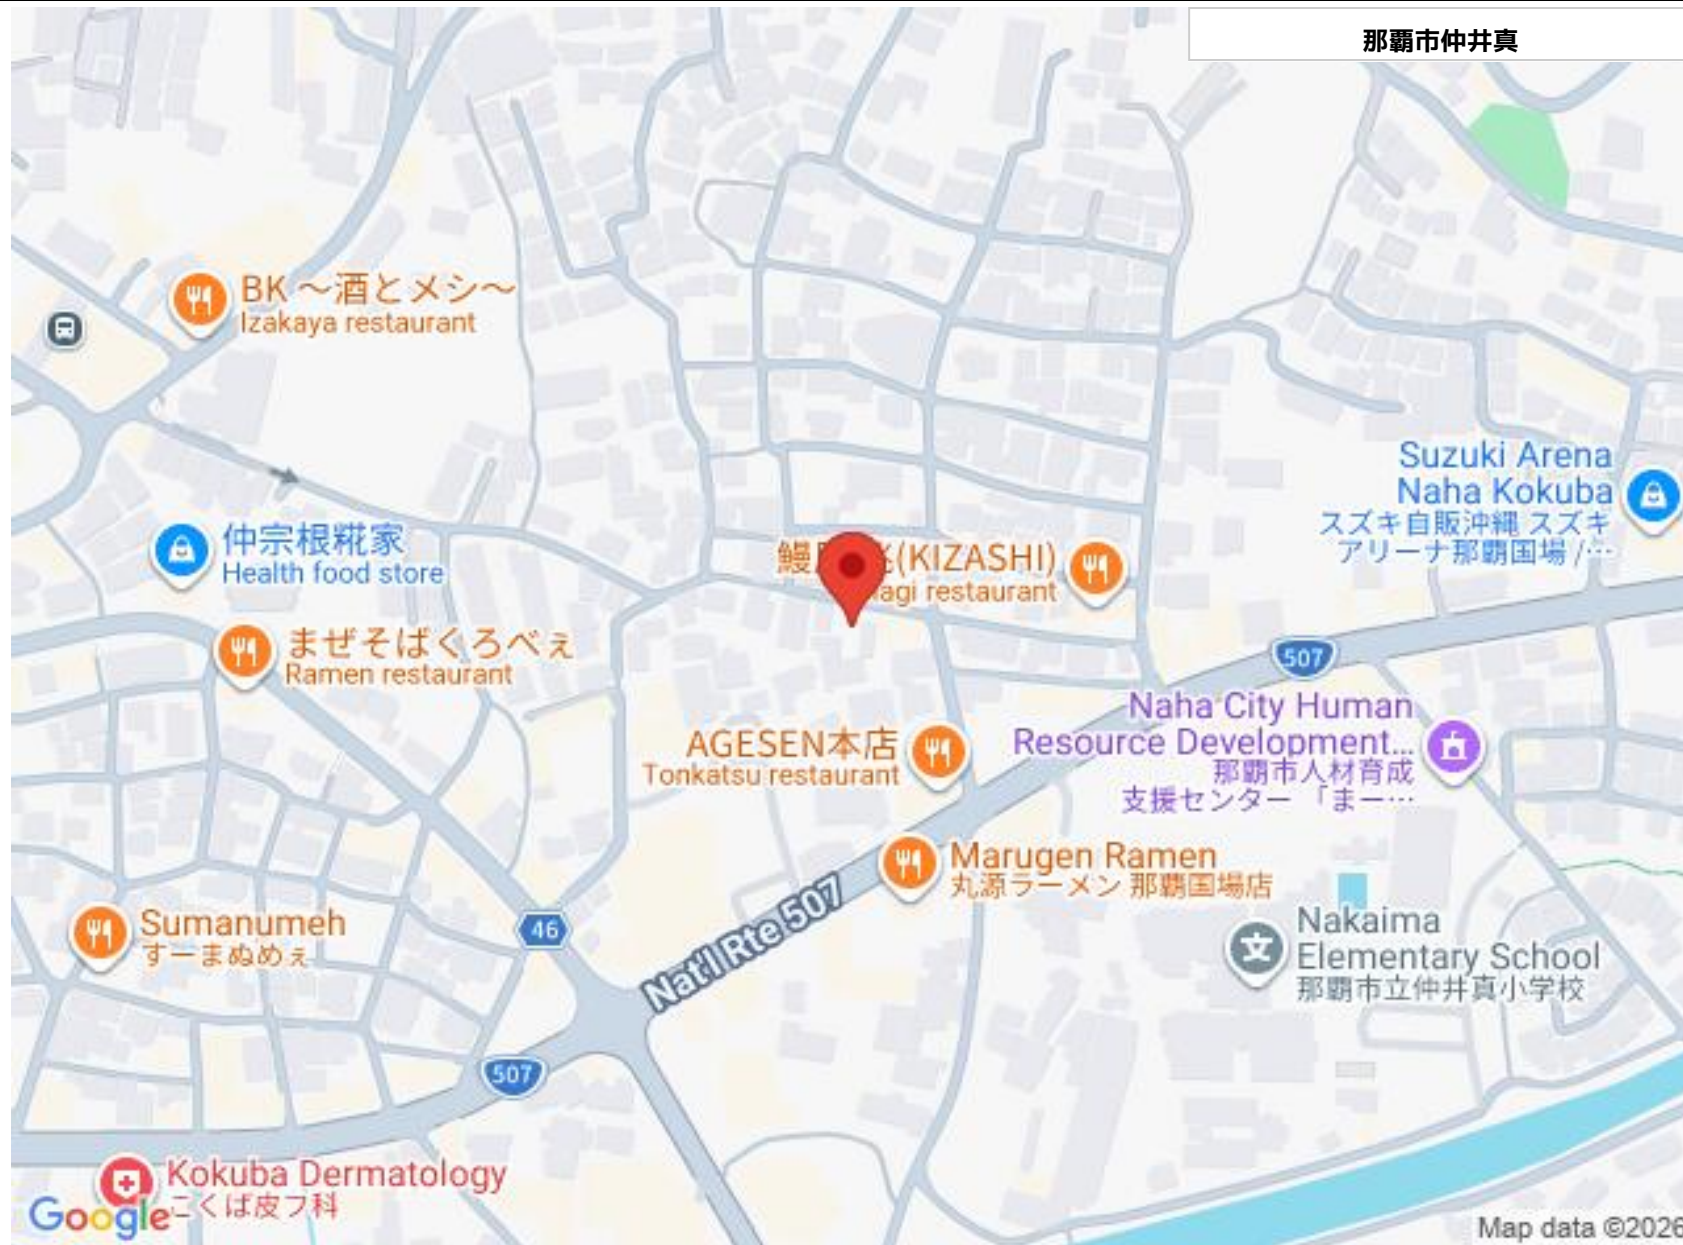 那覇市仲井真
BK ～酒とメシ～
Izakaya restaurant
Suzuki Arena
Naha Kokuba
スズキ自販沖縄 スズキ
アリーナ那覇国場 /…
仲宗根糀家
Health food store
(KIZASHI)
restaurant
まぜそばくろべぇ
Ramen restaurant
507
Naha City Human
Resource Development...
那覇市人材育成
支援センター 「まー…
AGESEN本店
Tonkatsu restaurant
Marugen Ramen
丸源ラーメン 那覇国場店
Nat'l Rte 507
46
Sumanumeh
すーまぬめぇ
Nakaima
Elementary School
那覇市立仲井真小学校
文
507
Kokuba Dermatology
こくば皮フ科
Google
Map data ©2026